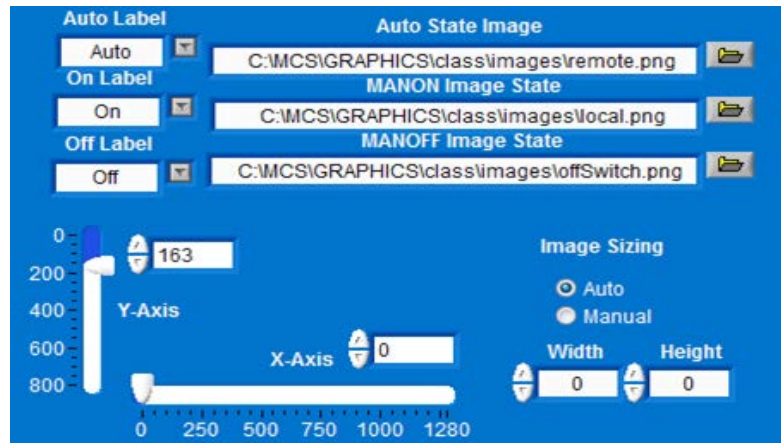 Auto Label
Auto State Image
Auto
C:\MCS\GRAPHICS\class\images\remote.png
On Label
MANON Image State
On
C:\MCS\GRAPHICS\class\images\local.png
Off Label
MANOFF Image State
Off
C:\MCS\GRAPHICS\class\images\offSwitch.png
0
200
400
600
800
163
Y-Axis
X-Axis
0
0 250 500 750 1000 1280
Image Sizing
Auto
Manual
Width Height
0 0